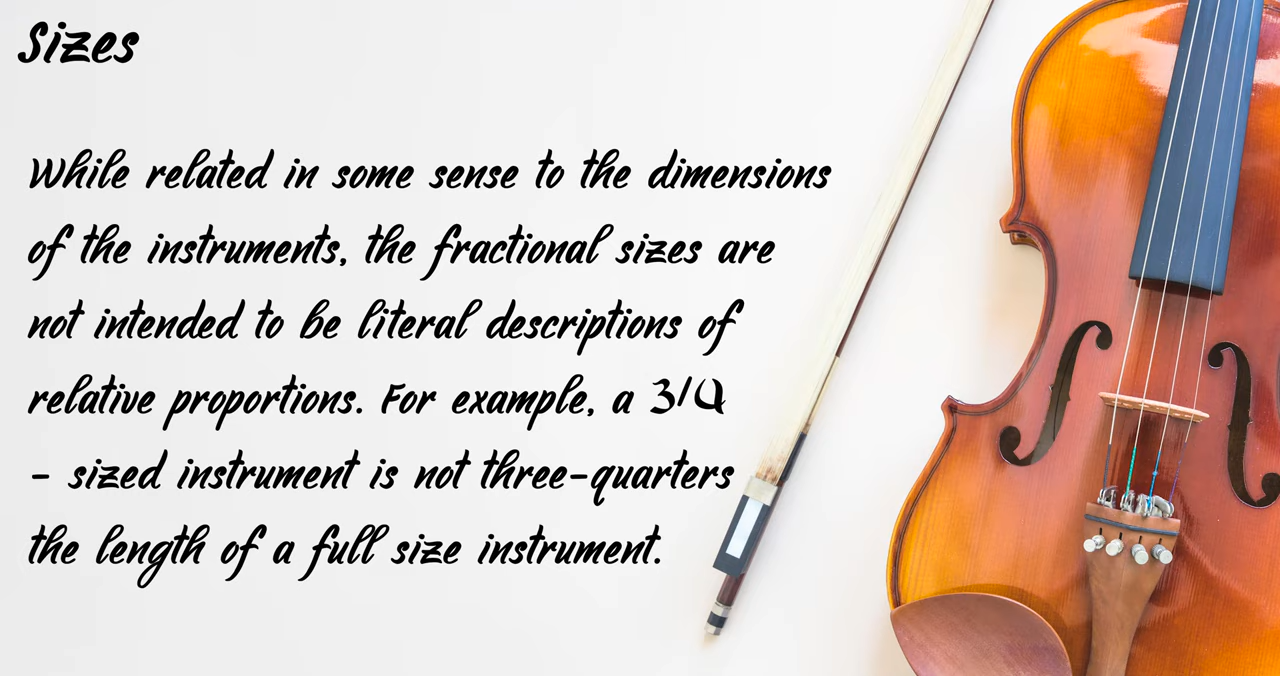 Sizes
While related in some sense to the dimensions
of the instruments, the fractional sizes are
not intended to be literal descriptions of
relative proportions. For example, a 3/4
- sized instrument is not three-quarters
the length of a full size instrument.